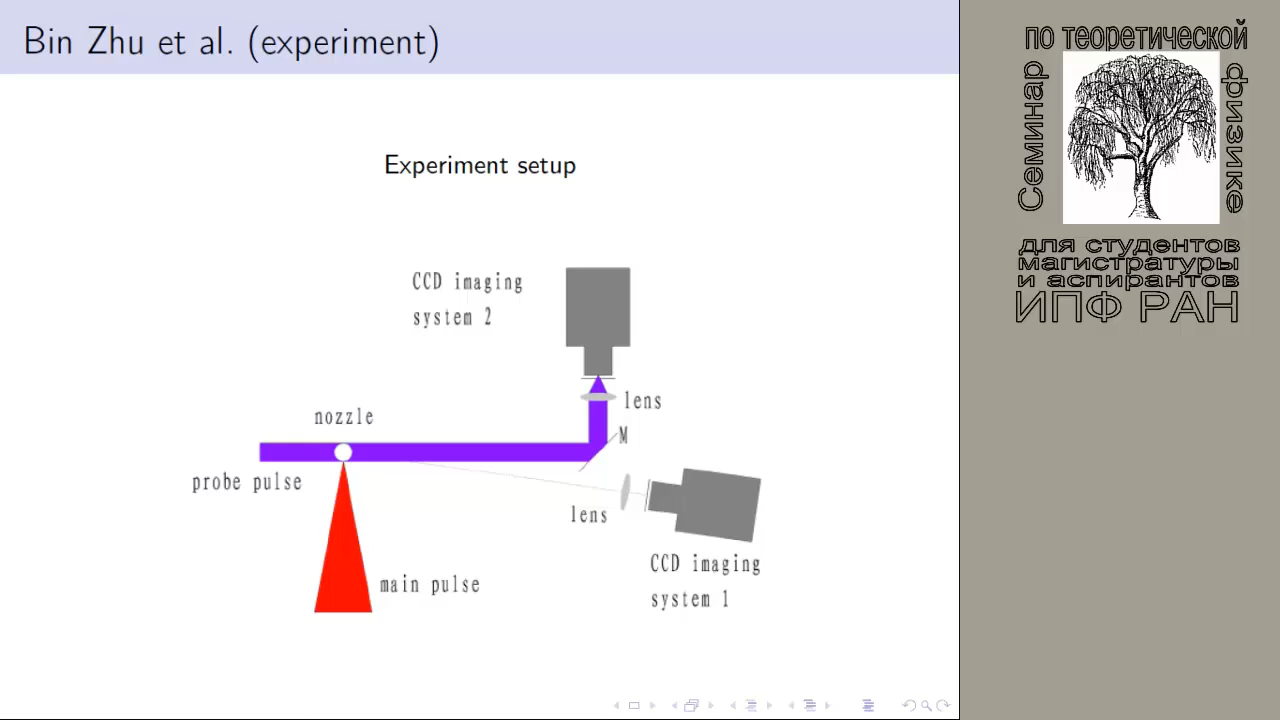 Bin Zhu et al. (experiment)
Experiment setup
CCD imaging
system 2
lens
nozzle
M
probe pulse
lens
main pulse
CCD imaging
system 1
Семинар
по теоретической
физике
для студентов
магистратуры
и аспирантов
ИПФ РАН